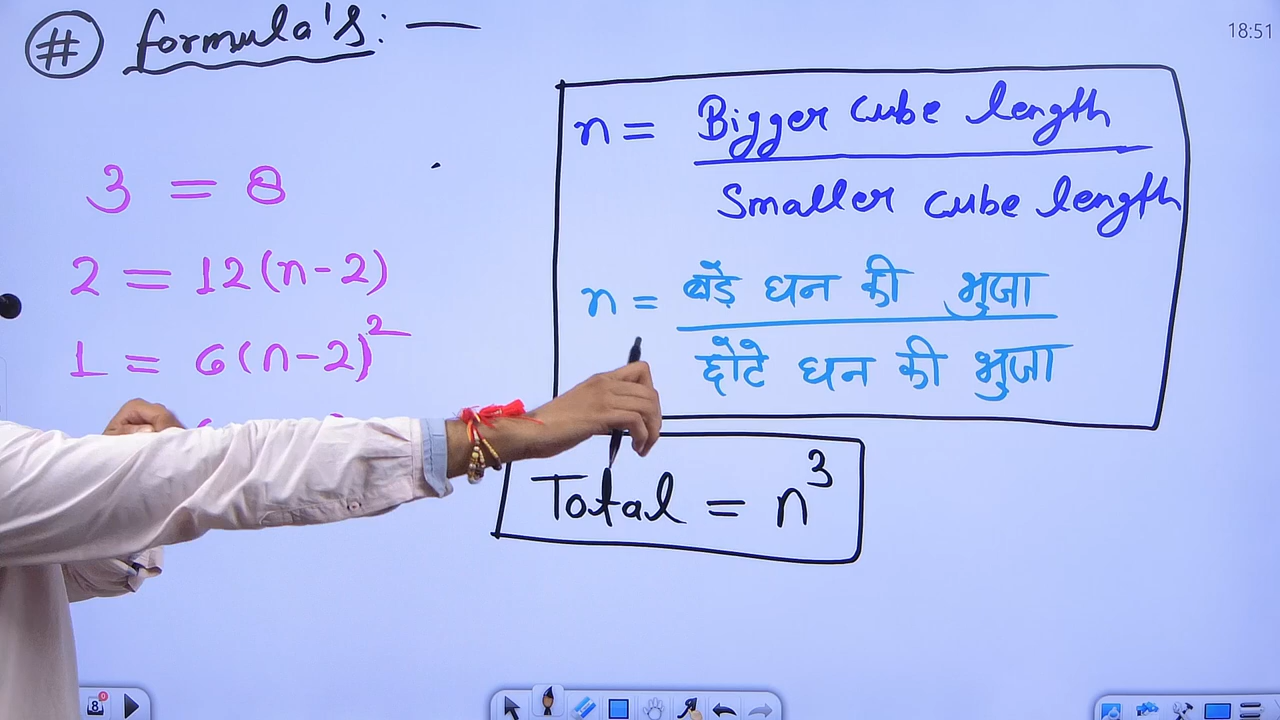 # formula's: —
18:51
3 = 8
2 = 12(n-2)
1 = 6(n-2)²
n = Bigger cube length
Smaller cube length
n = बड़े घन की भुजा
छोटे घन की भुजा
Total = n³
8